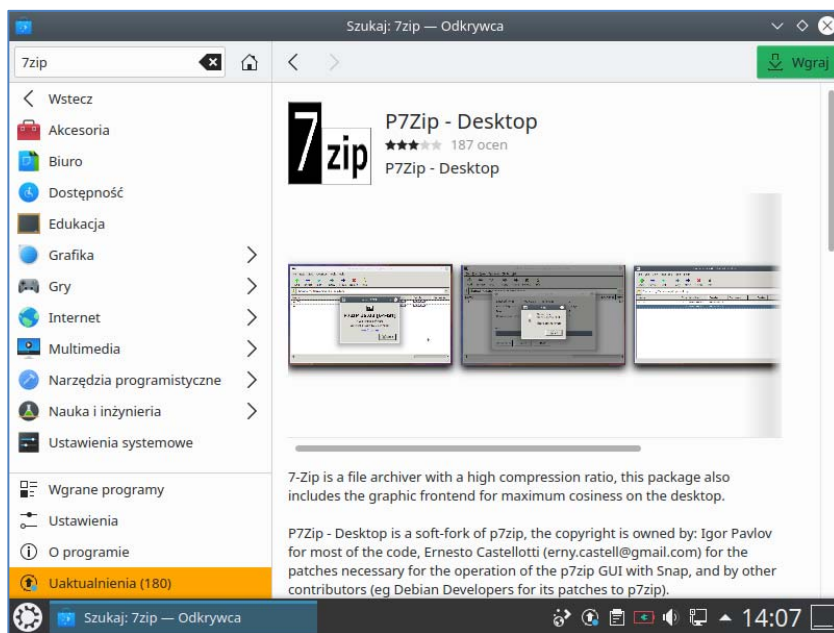 Szukaj: 7zip — Odkrywca
7zip
Wgraj
Wstecz
Akcesoria
Biuro
Dostępność
Edukacja
Grafika
Gry
Internet
Multimedia
Narzędzia programistyczne
Nauka i inżynieria
Ustawienia systemowe
Wgrane programy
Ustawienia
O programie
Uaktualnienia (180)
7 zip
P7Zip - Desktop
187 ocen
P7Zip - Desktop
7-Zip is a file archiver with a high compression ratio, this package also
includes the graphic frontend for maximum cosiness on the desktop.
P7Zip - Desktop is a soft-fork of p7zip, the copyright is owned by: Igor Pavlov
for most of the code, Ernesto Castellotti (erny.castell@gmail.com) for the
patches necessary for the operation of the p7zip GUI with Snap, and by other
contributors (eg Debian Developers for its patches to p7zip).
Szukaj: 7zip — Odkrywca
14:07